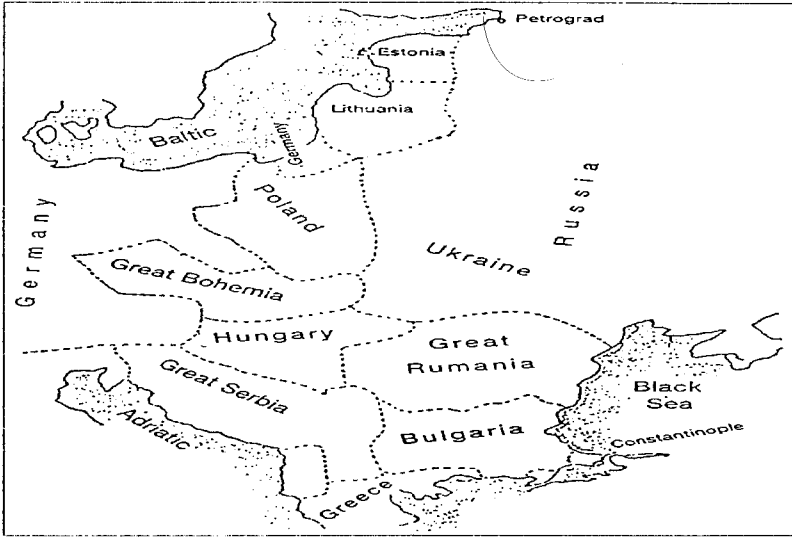 Petrograd
Estonia
Lithuania
Baltic
Germany
Poland
Russia
Germany
Ukraine
Great Bohemia
Hungary
Great
Rumania
Great Serbia
Black
Sea
Adriatic
Bulgaria
Constantinople
Greece